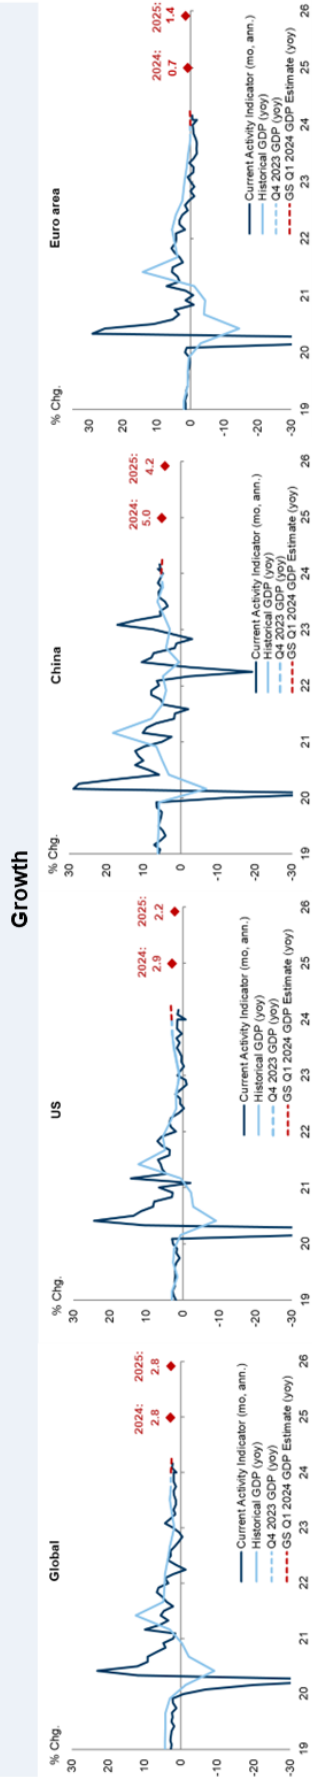 Growth
Global
% Chg.
2024:
2.8
2025:
2.8
30
20
10
0
-10
-20
-30
Current Activity Indicator (mo, ann.)
Historical GDP (yoy)
Q4 2023 GDP (yoy)
GS Q1 2024 GDP Estimate (yoy)
19 20 21 22 23 24 25 26
US
% Chg.
2024:
2.9
2025:
2.2
30
20
10
0
-10
-20
-30
Current Activity Indicator (mo, ann.)
Historical GDP (yoy)
Q4 2023 GDP (yoy)
GS Q1 2024 GDP Estimate (yoy)
19 20 21 22 23 24 25 26
China
% Chg.
2024:
5.0
2025:
4.2
30
20
10
0
-10
-20
-30
Current Activity Indicator (mo, ann.)
Historical GDP (yoy)
Q4 2023 GDP (yoy)
GS Q1 2024 GDP Estimate (yoy)
19 20 21 22 23 24 25 26
Euro area
% Chg.
2024:
0.7
2025:
1.4
30
20
10
0
-10
-20
-30
Current Activity Indicator (mo, ann.)
Historical GDP (yoy)
Q4 2023 GDP (yoy)
GS Q1 2024 GDP Estimate (yoy)
19 20 21 22 23 24 25 26